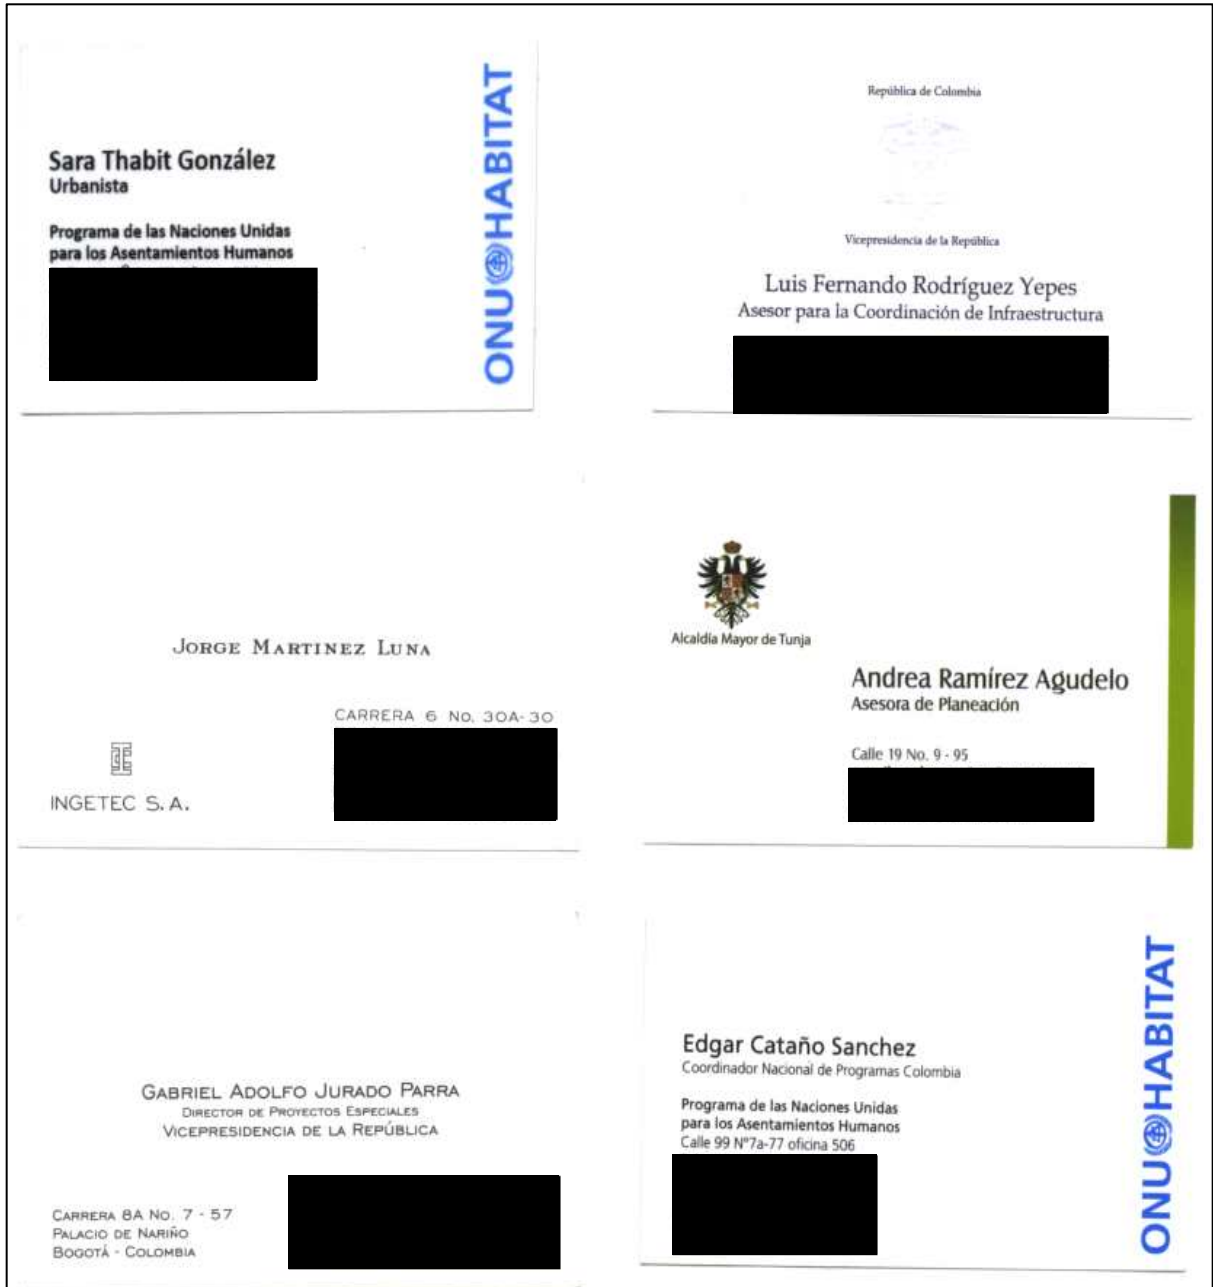 Sara Thabit González
Urbanista
Programa de las Naciones Unidas
para los Asentamientos Humanos
ONU HABITAT
República de Colombia
Vicepresidencia de la República
Luis Fernando Rodríguez Yepes
Asesor para la Coordinación de Infraestructura
JORGE MARTINEZ LUNA
CARRERA 6 No. 30A-30
INGETEC S.A.
Alcaldía Mayor de Tunja
Andrea Ramírez Agudelo
Asesora de Planeación
Calle 19 No. 9 - 95
GABRIEL ADOLFO JURADO PARRA
DIRECTOR DE PROYECTOS ESPECIALES
VICEPRESIDENCIA DE LA REPÚBLICA
CARRERA 8A NO. 7 - 57
PALACIO DE NARIÑO
BOGOTÁ - COLOMBIA
Edgar Cataño Sanchez
Coordinador Nacional de Programas Colombia
Programa de las Naciones Unidas
para los Asentamientos Humanos
Calle 99 N°7a-77 oficina 506
ONU HABITAT